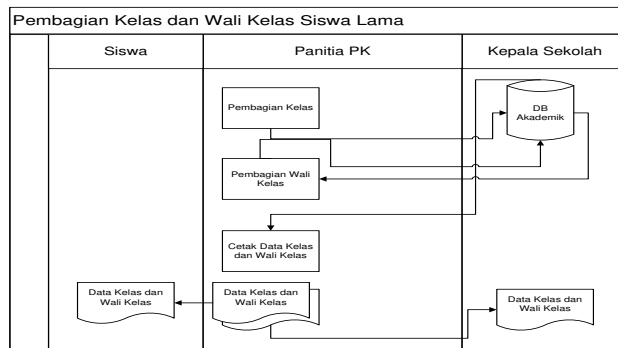 Pembagian Kelas dan Wali Kelas Siswa Lama
Siswa
Panitia PK
Kepala Sekolah
Pembagian Kelas
DB
Akademik
Pembagian Wali
Kelas
Cetak Data Kelas
dan Wali Kelas
Data Kelas dan
Wali Kelas
Data Kelas dan
Wali Kelas
Data Kelas dan
Wali Kelas